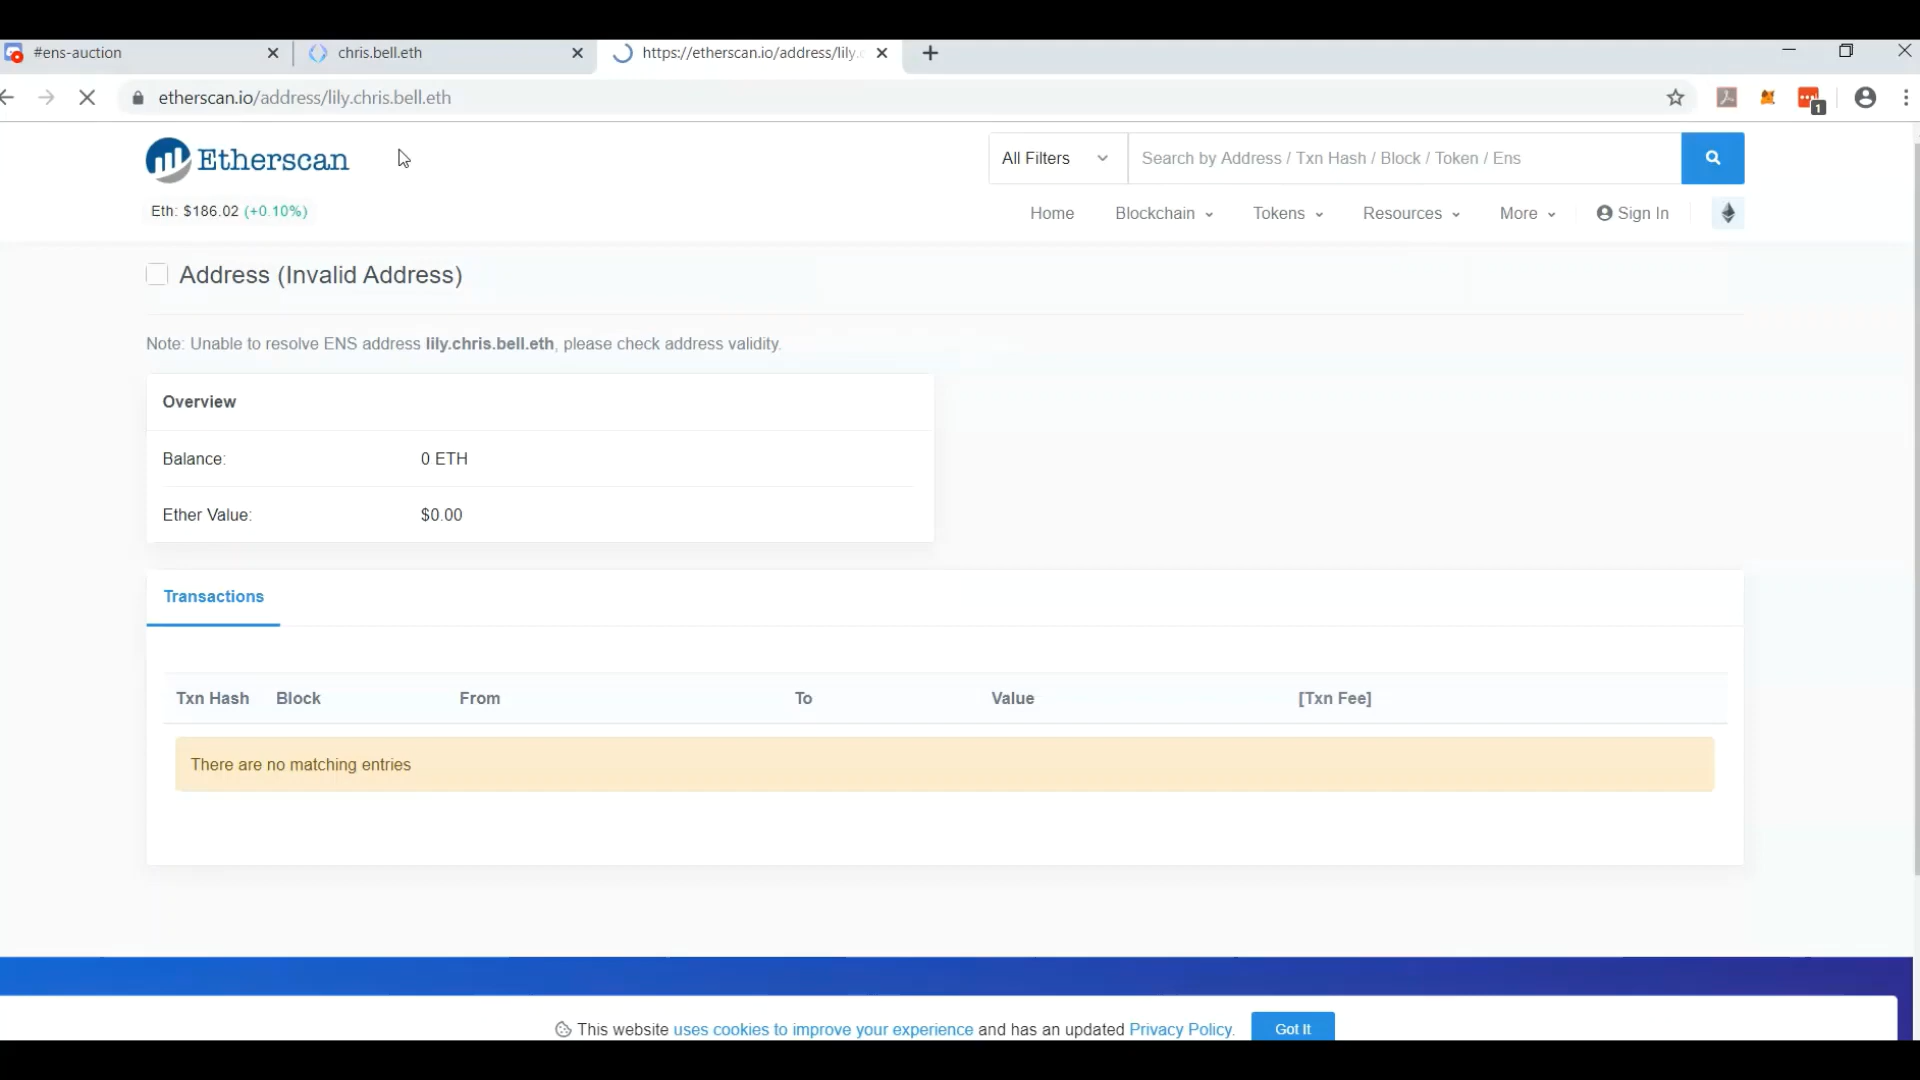 #ens-auction
chris.bell.eth
https://etherscan.io/address/lily.c
etherscan.io/address/lily.chris.bell.eth
1
Etherscan
All Filters
Search by Address / Txn Hash / Block / Token / Ens
Eth: $186.02 (+0.10%)
Home Blockchain Tokens Resources More Sign In
Address (Invalid Address)
Note: Unable to resolve ENS address lily.chris.bell.eth, please check address validity.
Overview
Balance: 0 ETH
Ether Value: $0.00
Transactions
Txn Hash Block From To Value [Txn Fee]
There are no matching entries
This website uses cookies to improve your experience and has an updated Privacy Policy. Got It